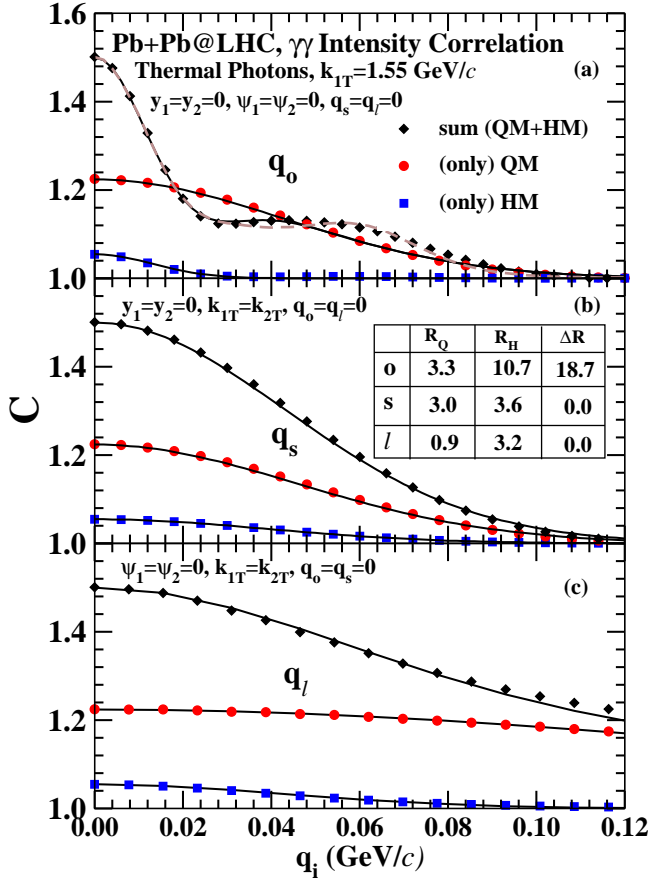 Pb+Pb@LHC, γγ Intensity Correlation
Thermal Photons, k1T=1.55 GeV/c
(a)
y1=y2=0, ψ1=ψ2=0, qs=ql=0
sum (QM+HM)
qo
(only) QM
(only) HM
1.6
1.4
1.2
1.0
y1=y2=0, k1T=k2T, qo=ql=0
(b)
RQ RH ΔR
o 3.3 10.7 18.7
s 3.0 3.6 0.0
l 0.9 3.2 0.0
qs
C
1.4
1.2
1.0
ψ1=ψ2=0, k1T=k2T, qo=qs=0
(c)
ql
1.4
1.2
1.0
0.00 0.02 0.04 0.06 0.08 0.10 0.12
qi (GeV/c)